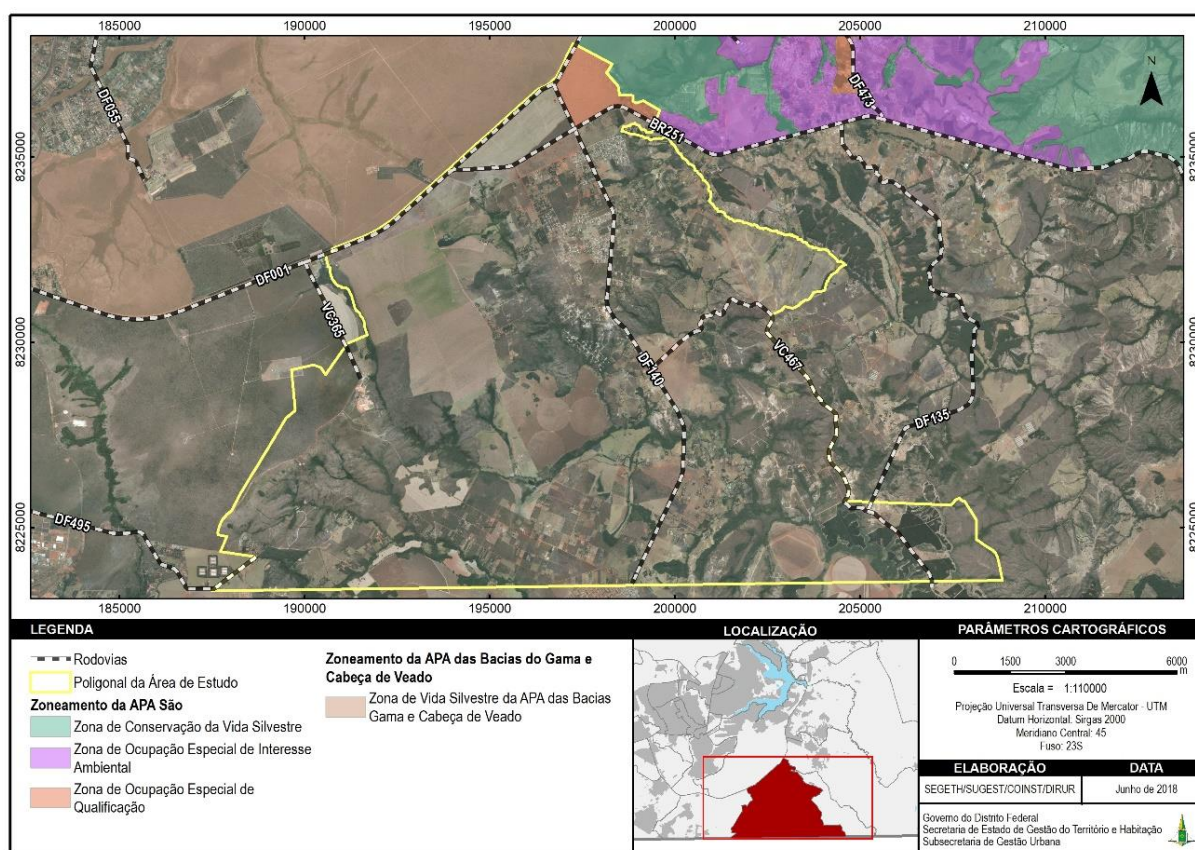 185000 190000 195000 200000 205000 210000
8235000
8235000
8230000
8230000
8225000
8225000
N
DF055
DF473
BR251
DF001
VC365
DF140
VC467
DF135
DF495
185000 190000 195000 200000 205000 210000
LEGENDA
Rodovias
Poligonal da Área de Estudo
Zoneamento da APA São
Zona de Conservação da Vida Silvestre
Zona de Ocupação Especial de Interesse
Ambiental
Zona de Ocupação Especial de
Qualificação
Zoneamento da APA das Bacias do Gama e
Cabeça de Veado
Zona de Vida Silvestre da APA das Bacias
Gama e Cabeça de Veado
LOCALIZAÇÃO
PARÂMETROS CARTOGRÁFICOS
0 1500 3000 6000
m
Escala = 1:110000
Projeção Universal Transversa De Mercator - UTM
Datum Horizontal: Sirgas 2000
Meridiano Central: 45
Fuso: 23S
ELABORAÇÃO DATA
SEGETH/SUGEST/COINST/DIRUR Junho de 2018
Governo do Distrito Federal
Secretaria de Estado de Gestão do Território e Habitação
Subsecretaria de Gestão Urbana